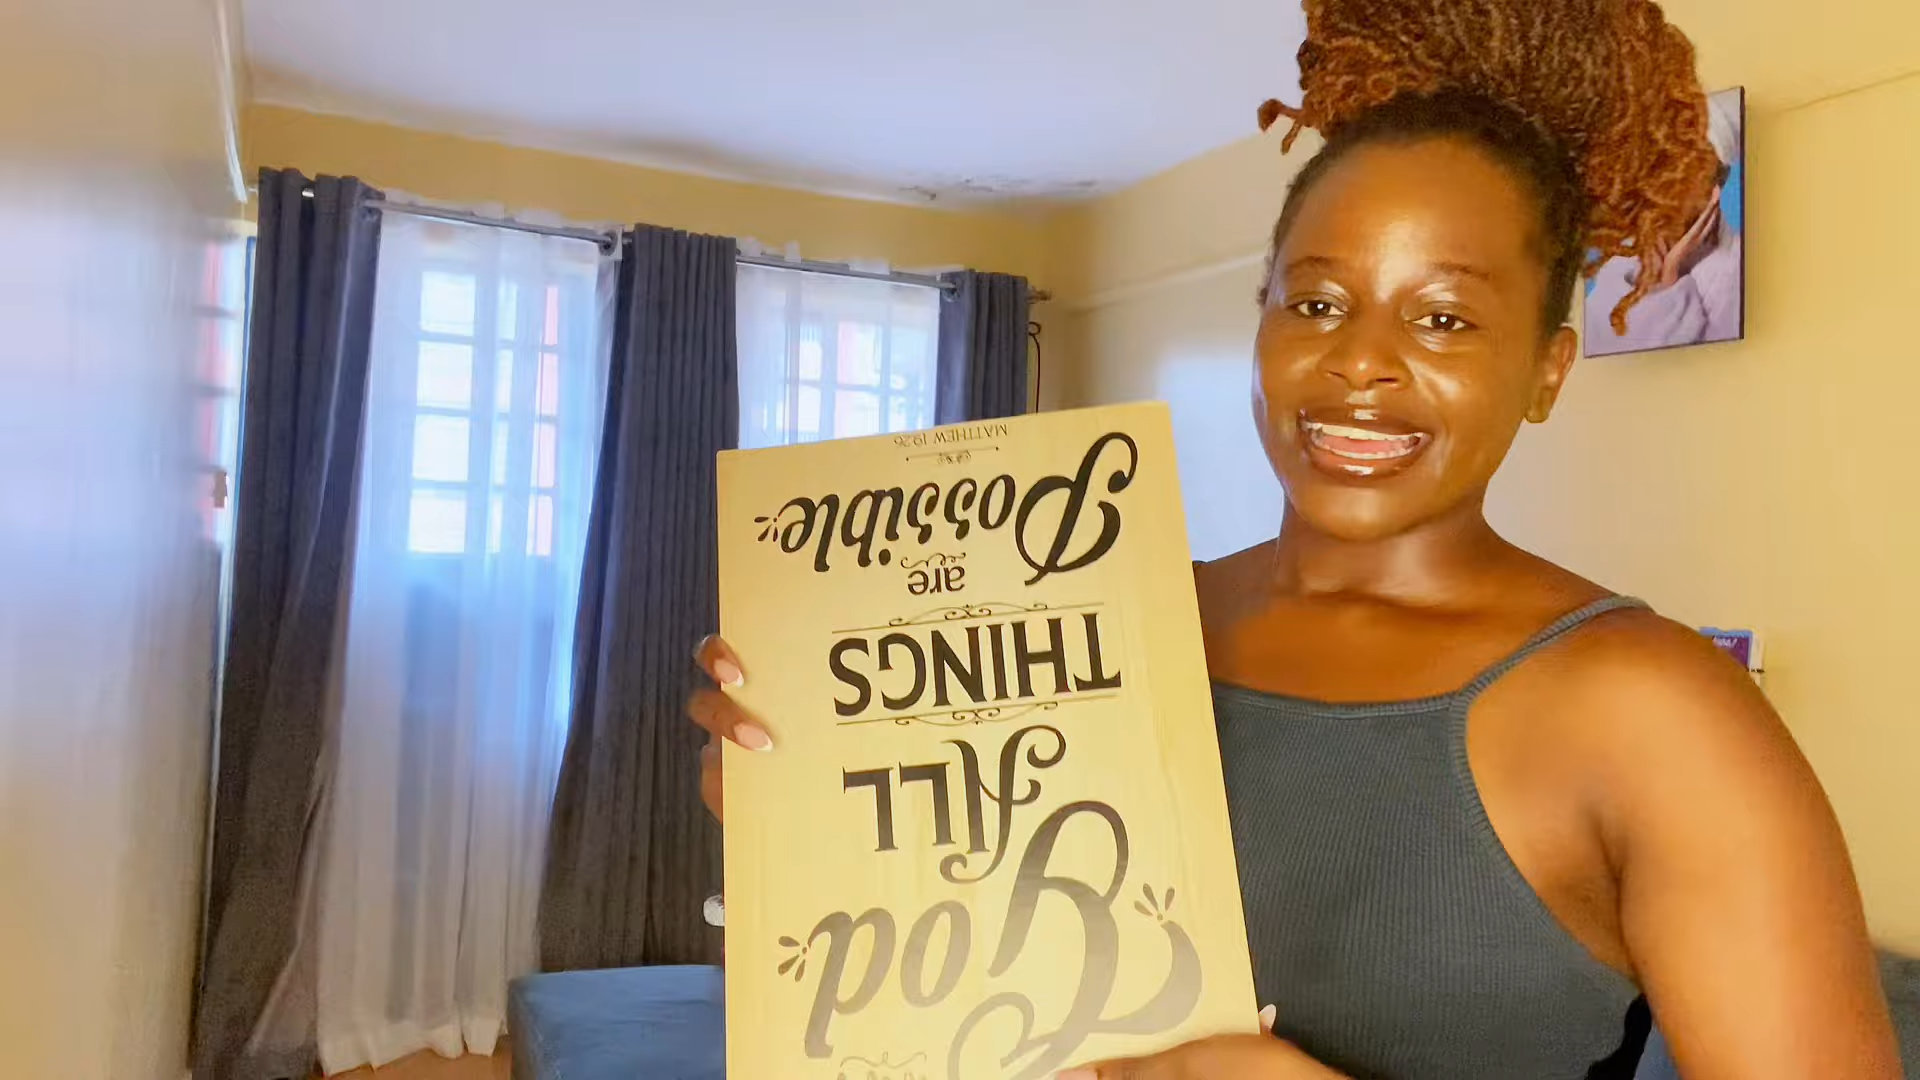 God
ALL
THINGS
are
Possible
MATTHEW 19:26